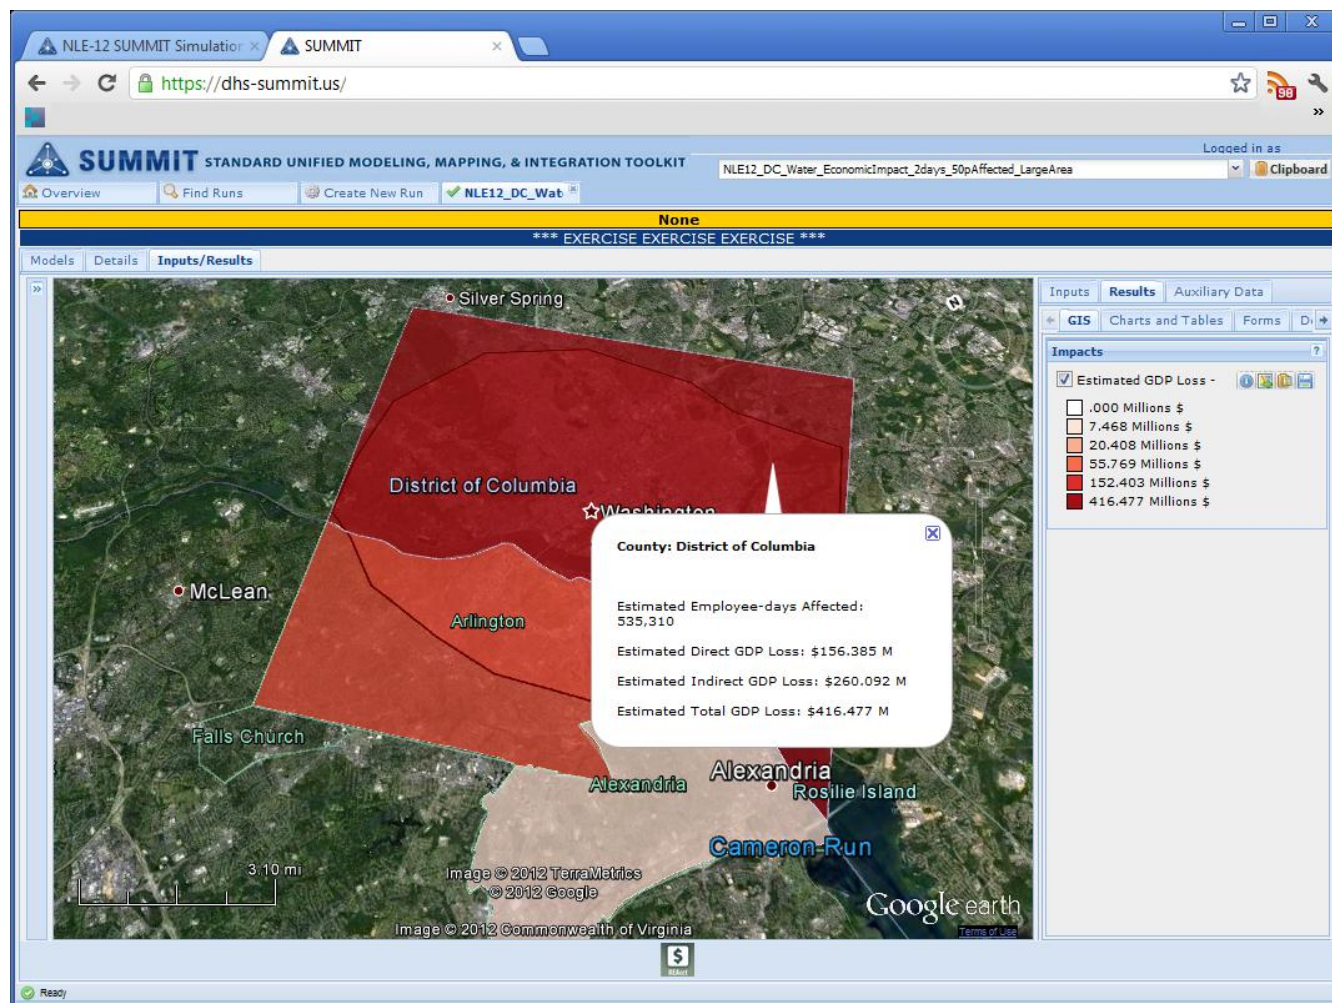 NLE-12 SUMMIT Simulation
SUMMIT
https://dhs-summit.us/
98
SUMMIT STANDARD UNIFIED MODELING, MAPPING, & INTEGRATION TOOLKIT
Logged in as
NLE12_DC_Water_EconomicImpact_2days_50pAffected_LargeArea
Clipboard
Overview
Find Runs
Create New Run
NLE12_DC_Wat
None
*** EXERCISE EXERCISE EXERCISE ***
Models
Details
Inputs/Results
Inputs
Results
Auxiliary Data
GIS
Charts and Tables
Forms
Impacts
Estimated GDP Loss -
.000 Millions $
7.468 Millions $
20.408 Millions $
55.769 Millions $
152.403 Millions $
416.477 Millions $
N
Silver Spring
District of Columbia
Washington
McLean
Arlington
County: District of Columbia
Estimated Employee-days Affected:
535,310
Estimated Direct GDP Loss: $156.385 M
Estimated Indirect GDP Loss: $260.092 M
Estimated Total GDP Loss: $416.477 M
Falls Church
Alexandria
Alexandria
Rosilie Island
Cameron Run
3.10 mi
Image © 2012 TerraMetrics
© 2012 Google
Image © 2012 Commonwealth of Virginia
Google earth
Terms of Use
$
REAcct
Ready